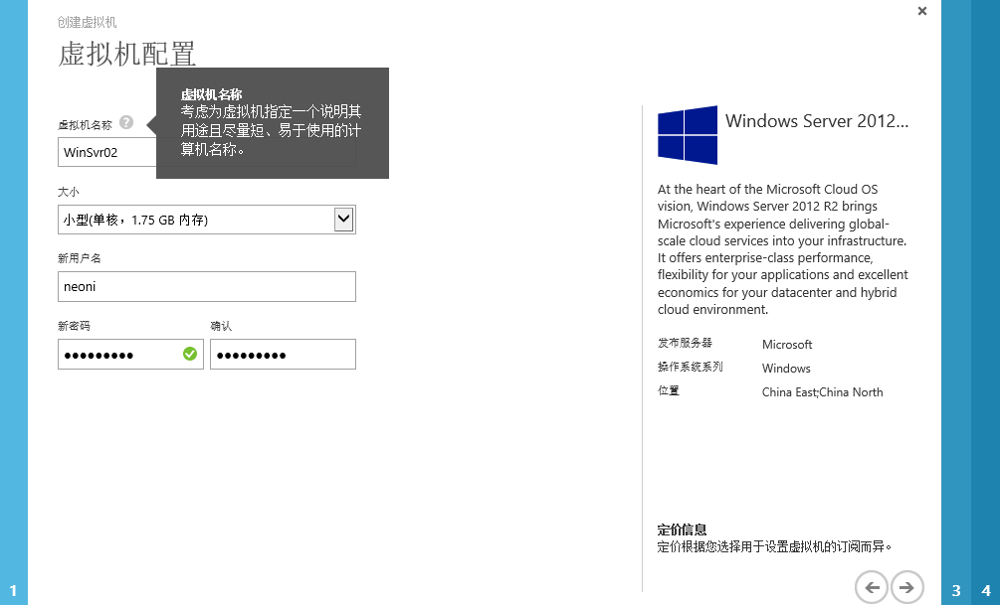 创建虚拟机
虚拟机配置
虚拟机名称 ?
虚拟机名称
考虑为虚拟机指定一个说明其
用途且尽量短、易于使用的计
算机名称。
WinSvr02
大小
小型(单核，1.75 GB 内存)
新用户名
neoni
新密码 确认
Windows Server 2012...
At the heart of the Microsoft Cloud OS
vision, Windows Server 2012 R2 brings
Microsoft's experience delivering global-
scale cloud services into your infrastructure.
It offers enterprise-class performance,
flexibility for your applications and excellent
economics for your datacenter and hybrid
cloud environment.
发布服务器 Microsoft
操作系统系列 Windows
位置 China East;China North
定价信息
定价根据您选择用于设置虚拟机的订阅而异。
1 3 4